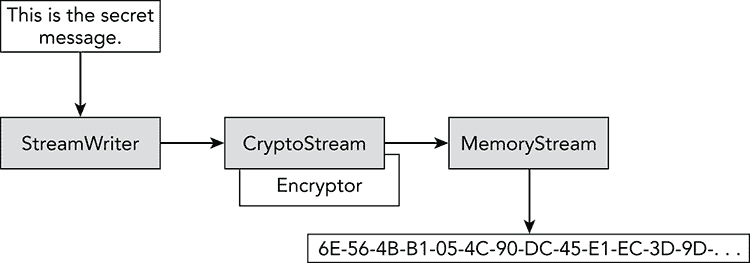 This is the secret
message.
StreamWriter
CryptoStream
MemoryStream
Encryptor
6E-56-4B-B1-05-4C-90-DC-45-E1-EC-3D-9D-. . .